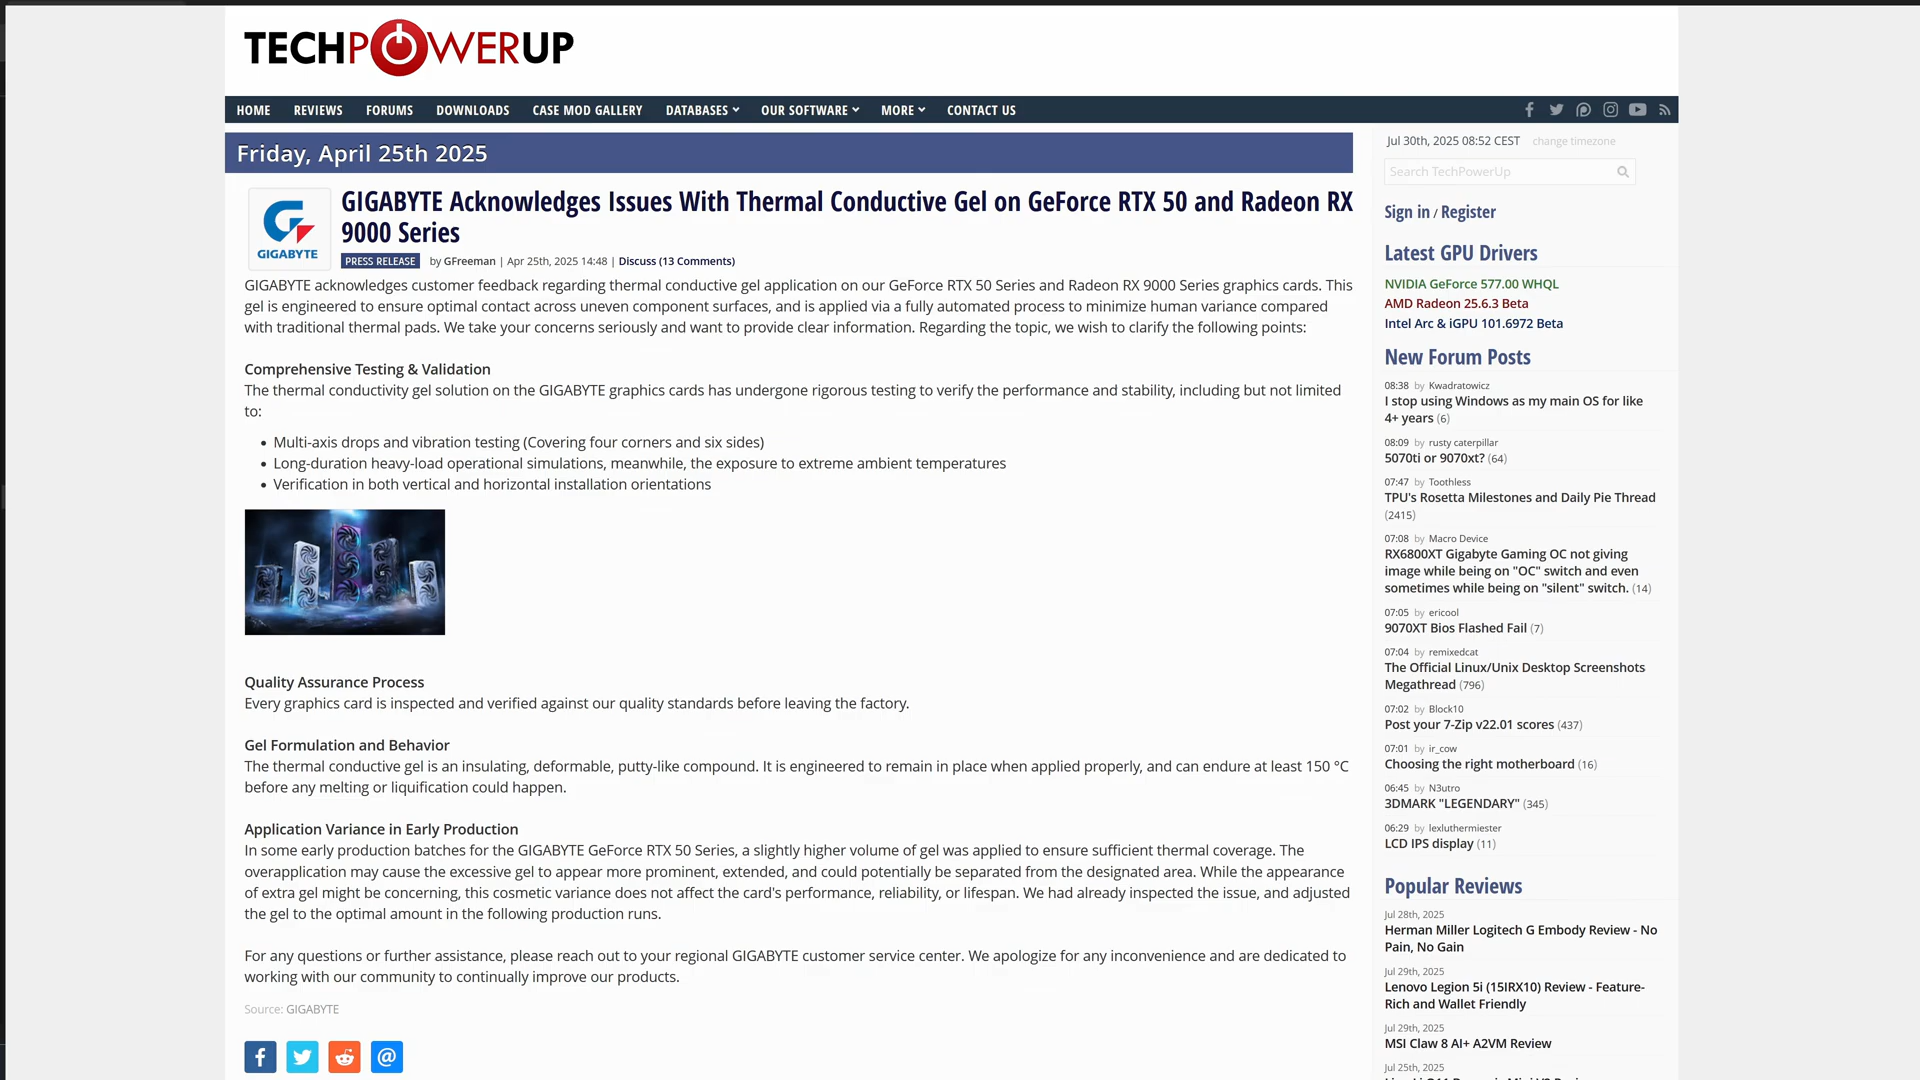 TECHPOWERUP
HOME REVIEWS FORUMS DOWNLOADS CASE MOD GALLERY DATABASES OUR SOFTWARE MORE CONTACT US
Friday, April 25th 2025
GIGABYTE
GIGABYTE Acknowledges Issues With Thermal Conductive Gel on GeForce RTX 50 and Radeon RX
9000 Series
PRESS RELEASE by GFreeman | Apr 25th, 2025 14:48 | Discuss (13 Comments)
GIGABYTE acknowledges customer feedback regarding thermal conductive gel application on our GeForce RTX 50 Series and Radeon RX 9000 Series graphics cards. This
gel is engineered to ensure optimal contact across uneven component surfaces, and is applied via a fully automated process to minimize human variance compared
with traditional thermal pads. We take your concerns seriously and want to provide clear information. Regarding the topic, we wish to clarify the following points:
Comprehensive Testing & Validation
The thermal conductivity gel solution on the GIGABYTE graphics cards has undergone rigorous testing to verify the performance and stability, including but not limited
to:
• Multi-axis drops and vibration testing (Covering four corners and six sides)
• Long-duration heavy-load operational simulations, meanwhile, the exposure to extreme ambient temperatures
• Verification in both vertical and horizontal installation orientations
Quality Assurance Process
Every graphics card is inspected and verified against our quality standards before leaving the factory.
Gel Formulation and Behavior
The thermal conductive gel is an insulating, deformable, putty-like compound. It is engineered to remain in place when applied properly, and can endure at least 150 °C
before any melting or liquification could happen.
Application Variance in Early Production
In some early production batches for the GIGABYTE GeForce RTX 50 Series, a slightly higher volume of gel was applied to ensure sufficient thermal coverage. The
overapplication may cause the excessive gel to appear more prominent, extended, and could potentially be separated from the designated area. While the appearance
of extra gel might be concerning, this cosmetic variance does not affect the card's performance, reliability, or lifespan. We had already inspected the issue, and adjusted
the gel to the optimal amount in the following production runs.
For any questions or further assistance, please reach out to your regional GIGABYTE customer service center. We apologize for any inconvenience and are dedicated to
working with our community to continually improve our products.
Source: GIGABYTE
Jul 30th, 2025 08:52 CEST change timezone
Search TechPowerUp
Sign in / Register
Latest GPU Drivers
NVIDIA GeForce 577.00 WHQL
AMD Radeon 25.6.3 Beta
Intel Arc & iGPU 101.6972 Beta
New Forum Posts
08:38 by Kwadratowicz
I stop using Windows as my main OS for like
4+ years (6)
08:09 by rusty caterpillar
5070ti or 9070xt? (64)
07:47 by Toothless
TPU's Rosetta Milestones and Daily Pie Thread
(2415)
07:08 by Macro Device
RX6800XT Gigabyte Gaming OC not giving
image while being on "OC" switch and even
sometimes while being on "silent" switch. (14)
07:05 by ericool
9070XT Bios Flashed Fail (7)
07:04 by remixedcat
The Official Linux/Unix Desktop Screenshots
Megathread (796)
07:02 by Block10
Post your 7-Zip v22.01 scores (437)
07:01 by ir_cow
Choosing the right motherboard (16)
06:45 by N3utro
3DMARK "LEGENDARY" (345)
06:29 by lexluthermiester
LCD IPS display (11)
Popular Reviews
Jul 28th, 2025
Herman Miller Logitech G Embody Review - No
Pain, No Gain
Jul 29th, 2025
Lenovo Legion 5i (15IRX10) Review - Feature-
Rich and Wallet Friendly
Jul 29th, 2025
MSI Claw 8 AI+ A2VM Review
Jul 25th, 2025